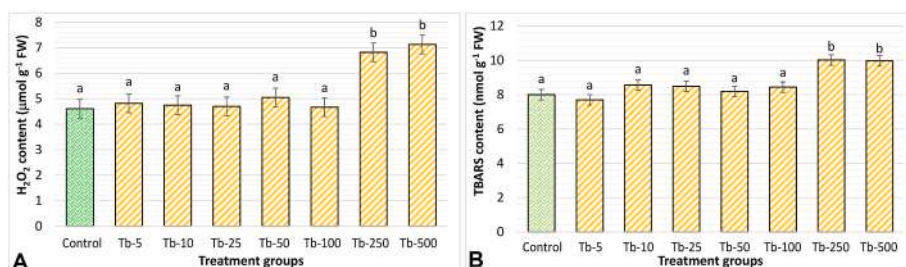 8
7
6
5
4
3
2
1
0
H₂O₂ content (µmol g⁻¹ FW)
a
a
a
a
a
a
b
b
Control Tb-5 Tb-10 Tb-25 Tb-50 Tb-100 Tb-250 Tb-500
Treatment groups
A
12
10
8
6
4
2
0
TBARS content (nmol g⁻¹ FW)
a
a
a
a
a
a
b
b
Control Tb-5 Tb-10 Tb-25 Tb-50 Tb-100 Tb-250 Tb-500
Treatment groups
B